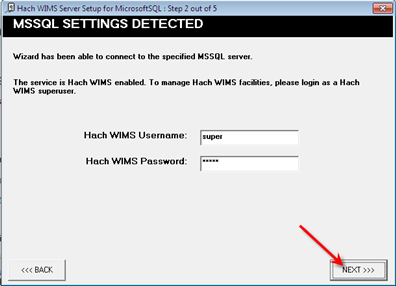 Hach WIMS Server Setup for MicrosoftSQL : Step 2 out of 5
MSSQL SETTINGS DETECTED
Wizard has been able to connect to the specified MSSQL server.
The service is Hach WIMS enabled. To manage Hach WIMS facilities, please login as a Hach
WIMS superuser.
Hach WIMS Username: super
Hach WIMS Password: *****
<<< BACK
NEXT >>>